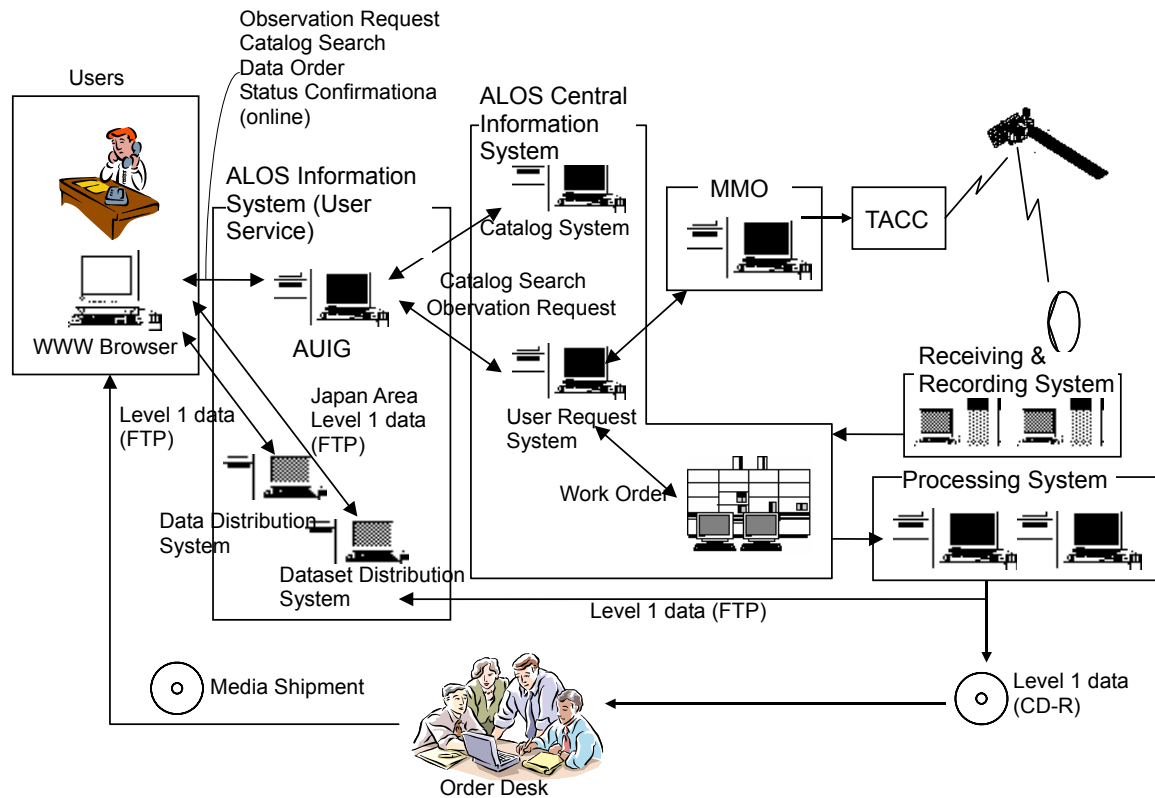 Observation Request
Catalog Search
Data Order
Status Confirmationa
(online)
Users
WWW Browser
ALOS Information
System (User
Service)
AUIG
ALOS Central
Information
System
Catalog System
Catalog Search
Obervation Request
User Request
System
Work Order
MMO
TACC
Receiving &
Recording System
Processing System
Level 1 data
(FTP)
Japan Area
Level 1 data
(FTP)
Data Distribution
System
Dataset Distribution
System
Level 1 data (FTP)
Level 1 data
(CD-R)
Media Shipment
Order Desk